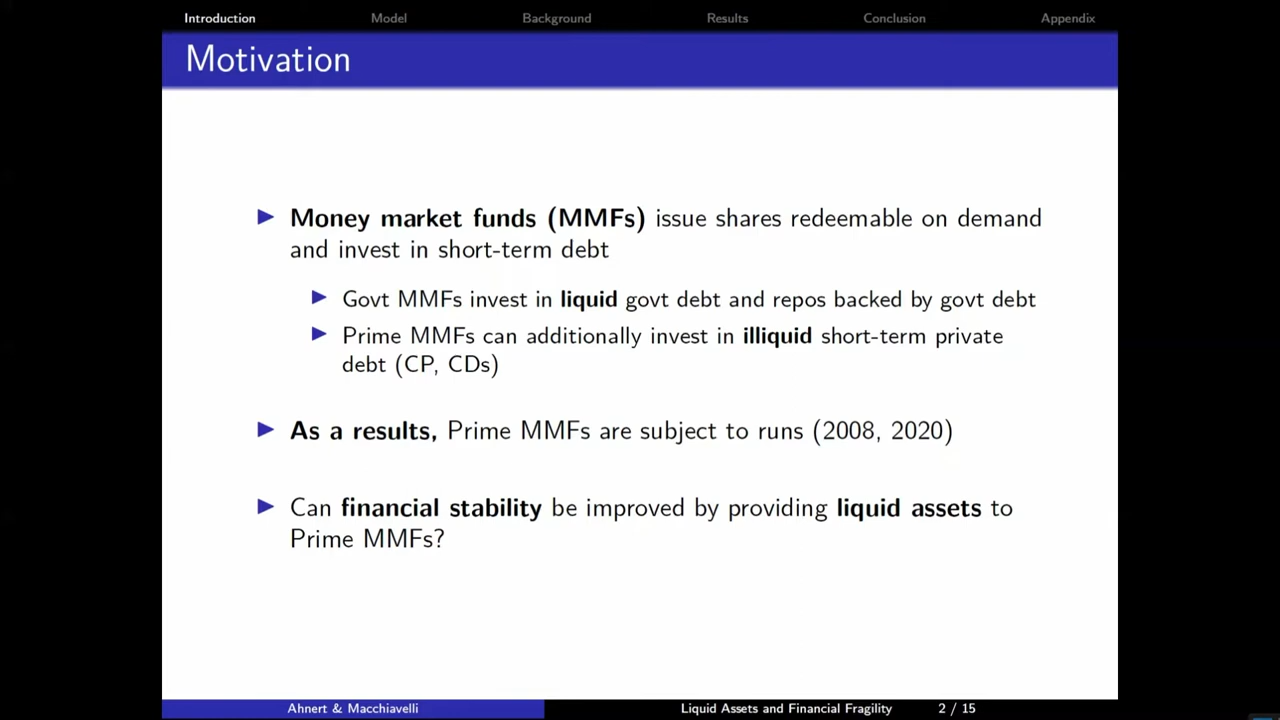 Introduction Model Background Results Conclusion Appendix
Motivation
Money market funds (MMFs) issue shares redeemable on demand
and invest in short-term debt
Govt MMFs invest in liquid govt debt and repos backed by govt debt
Prime MMFs can additionally invest in illiquid short-term private
debt (CP, CDs)
As a results, Prime MMFs are subject to runs (2008, 2020)
Can financial stability be improved by providing liquid assets to
Prime MMFs?
Ahnert & Macchiavelli Liquid Assets and Financial Fragility 2 / 15